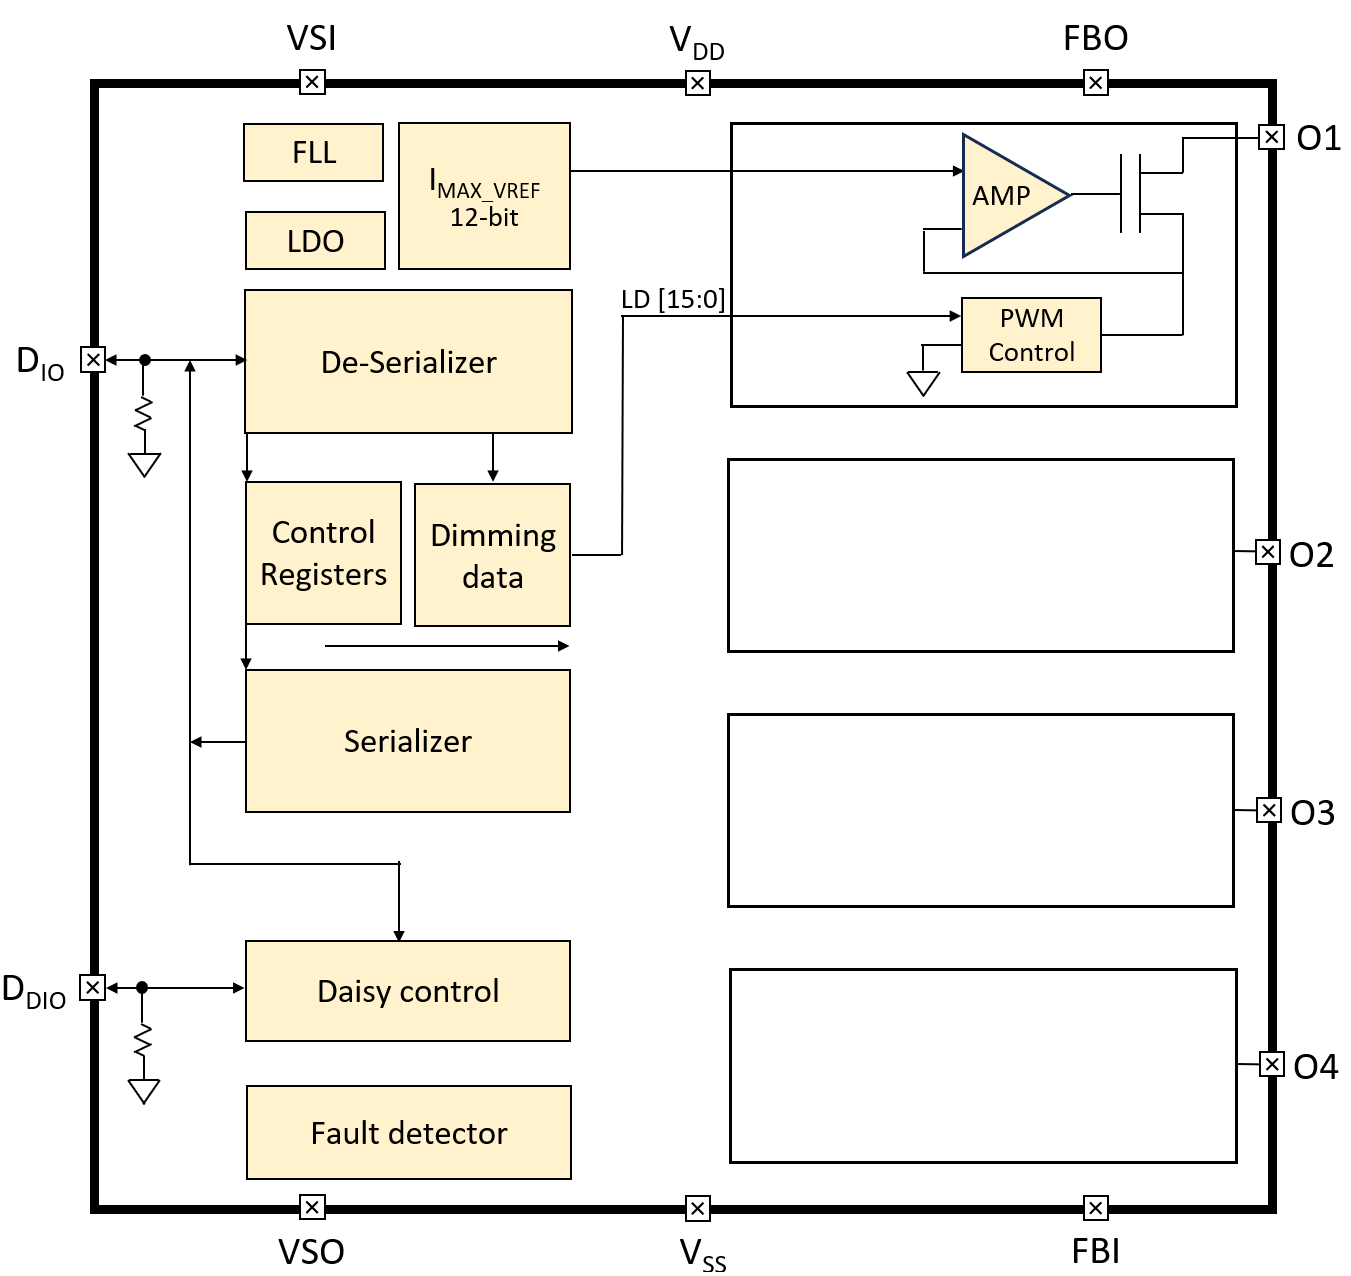 VSI
VDD
FBO
FLL
IMAX_VREF
12-bit
AMP
O1
LDO
LD [15:0]
PWM
Control
DIO
De-Serializer
Control
Registers
Dimming
data
O2
Serializer
O3
DDIO
Daisy control
O4
Fault detector
VSO
VSS
FBI